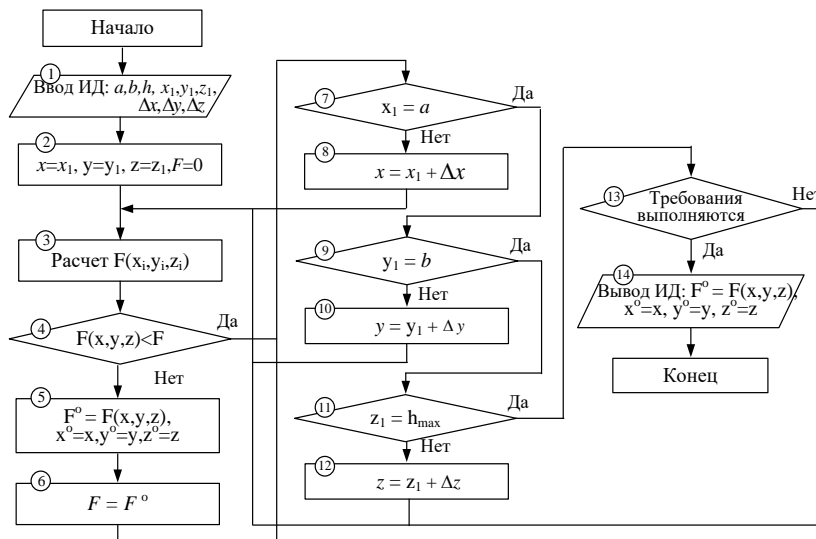 Начало
1
Ввод ИД: a,b,h, x₁,y₁,z₁,
Δx,Δy,Δz
2
x=x₁, y=y₁, z=z₁,F=0
3
Расчет F(xᵢ,yᵢ,zᵢ)
4
F(x,y,z)<F
Да
Нет
5
Fº = F(x,y,z),
xº=x,yº=y,zº=z
6
F = F º
7
x₁ = a
Да
Нет
8
x = x₁ + Δx
9
y₁ = b
Да
Нет
10
y = y₁ + Δ y
11
z₁ = hmax
Да
Нет
12
z = z₁ + Δz
13
Требования
выполняются
Нет
Да
14
Вывод ИД: Fº = F(x,y,z),
xº=x, yº=y, zº=z
Конец